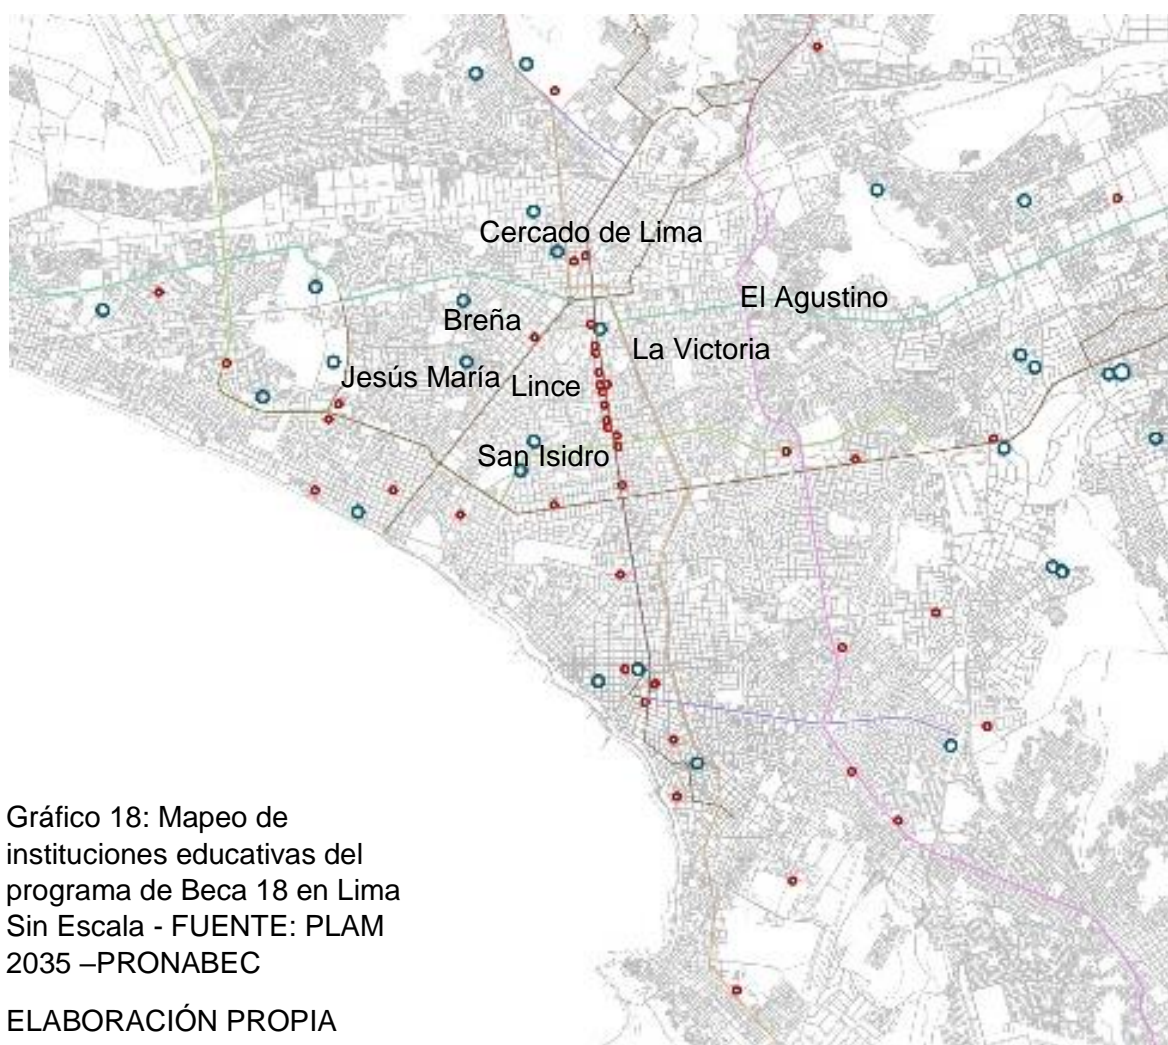 Cercado de Lima
El Agustino
Breña
La Victoria
Jesús María
Lince
San Isidro
Gráfico 18: Mapeo de
instituciones educativas del
programa de Beca 18 en Lima
Sin Escala - FUENTE: PLAM
2035 –PRONABEC
ELABORACIÓN PROPIA